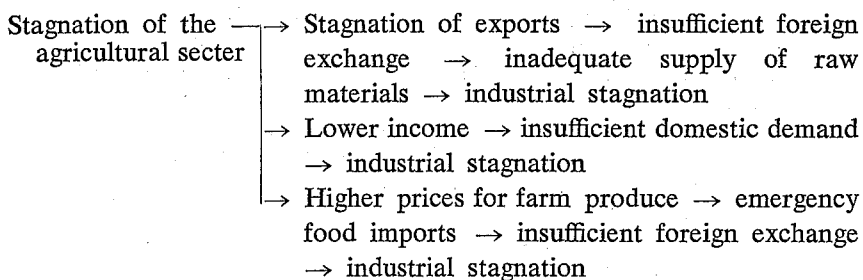 Stagnation of the → Stagnation of exports → insufficient foreign
agricultural secter exchange → inadequate supply of raw
materials → industrial stagnation
→ Lower income → insufficient domestic demand
→ industrial stagnation
→ Higher prices for farm produce → emergency
food imports → insufficient foreign exchange
→ industrial stagnation